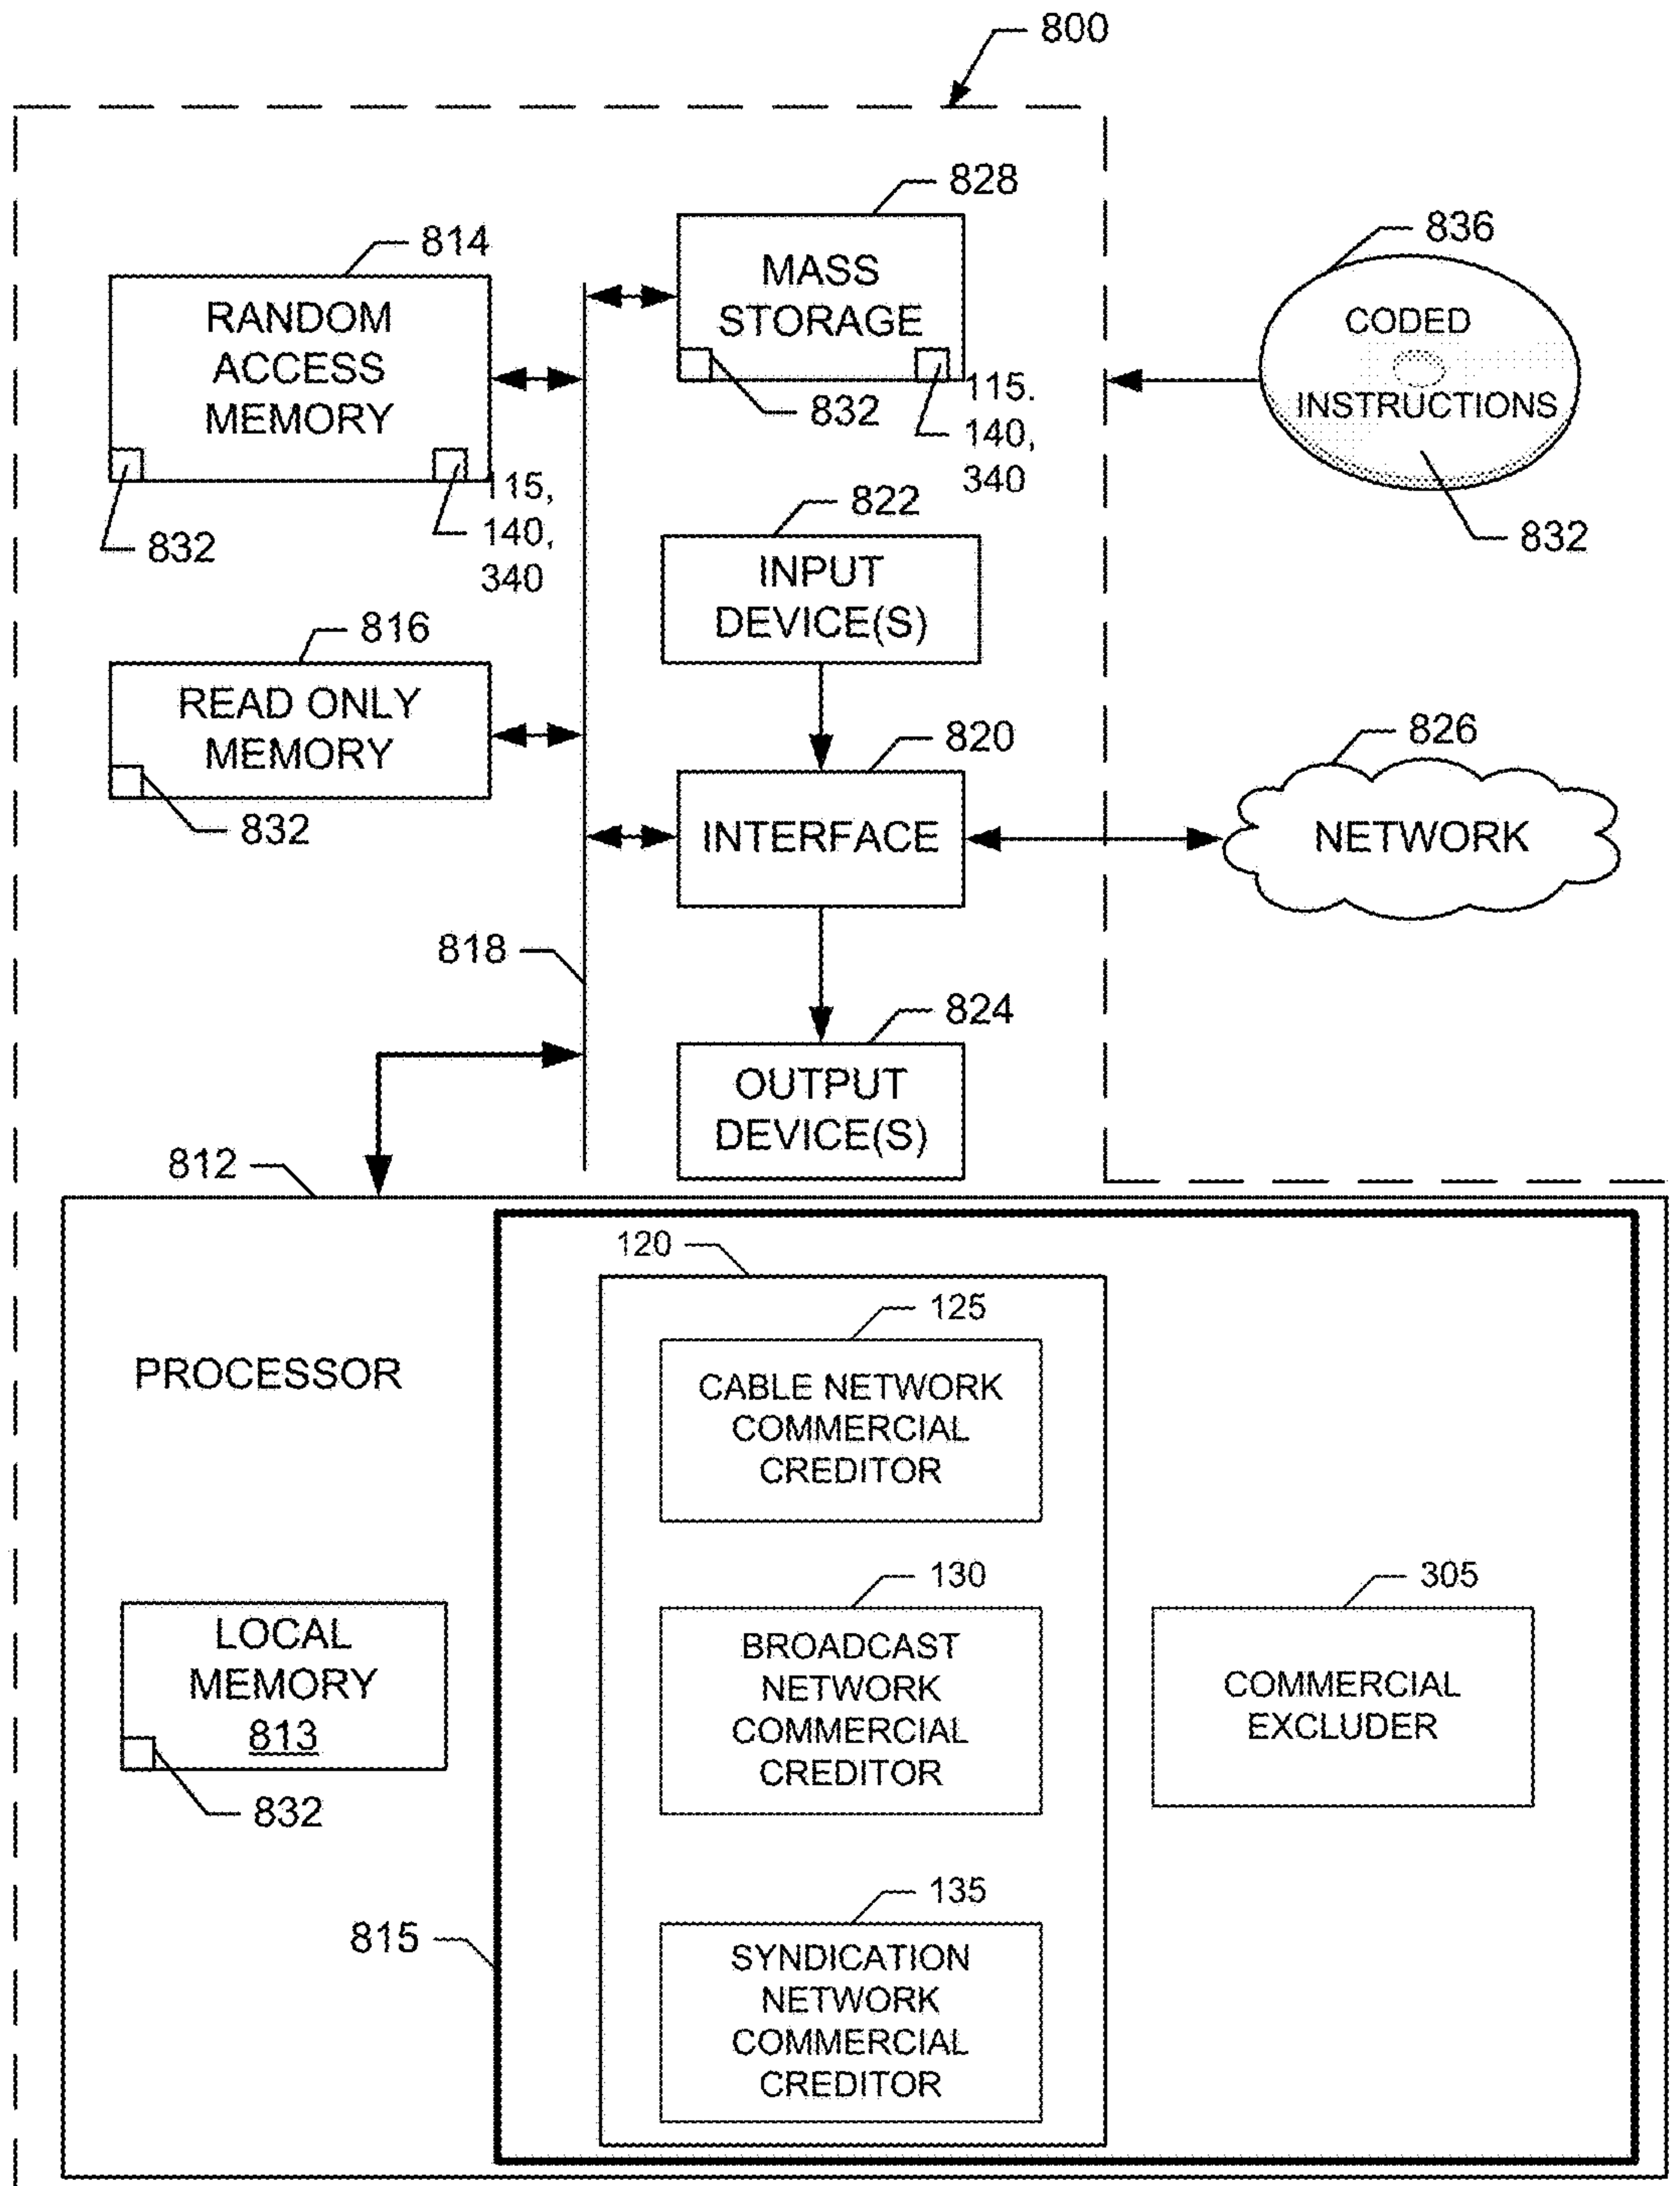 800
828
MASS
STORAGE
832
115.
140,
340
814
RANDOM
ACCESS
MEMORY
832
115,
140,
340
836
CODED
INSTRUCTIONS
832
822
INPUT
DEVICE(S)
816
READ ONLY
MEMORY
832
820
INTERFACE
826
NETWORK
818
824
OUTPUT
DEVICE(S)
812
PROCESSOR
LOCAL
MEMORY
813
832
815
120
125
CABLE NETWORK
COMMERCIAL
CREDITOR
130
BROADCAST
NETWORK
COMMERCIAL
CREDITOR
135
SYNDICATION
NETWORK
COMMERCIAL
CREDITOR
305
COMMERCIAL
EXCLUDER